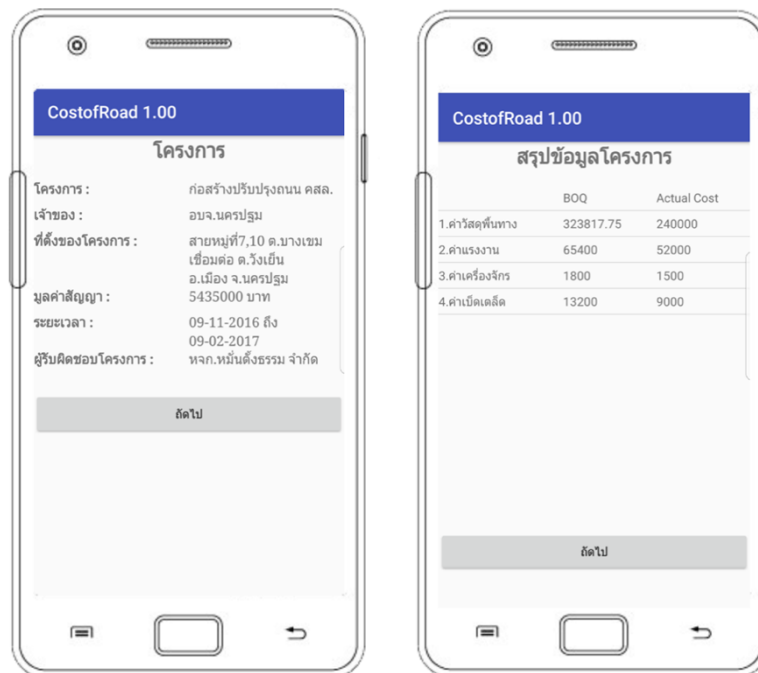 CostofRoad 1.00
โครงการ
โครงการ : ก่อสร้างปรับปรุงถนน คสล.
เจ้าของ : อบจ.นครปฐม
ที่ตั้งของโครงการ : สายหมู่ที่7,10 ต.บางเขม
เชื่อมต่อ ต.วังเย็น
อ.เมือง จ.นครปฐม
มูลค่าสัญญา : 5435000 บาท
ระยะเวลา : 09-11-2016 ถึง
09-02-2017
ผู้รับผิดชอบโครงการ : หจก.หมั่นตั้งธรรม จำกัด
ถัดไป
CostofRoad 1.00
สรุปข้อมูลโครงการ
BOQ Actual Cost
1.ค่าวัสดุพื้นทาง 323817.75 240000
2.ค่าแรงงาน 65400 52000
3.ค่าเครื่องจักร 1800 1500
4.ค่าเบ็ตเตล็ด 13200 9000
ถัดไป